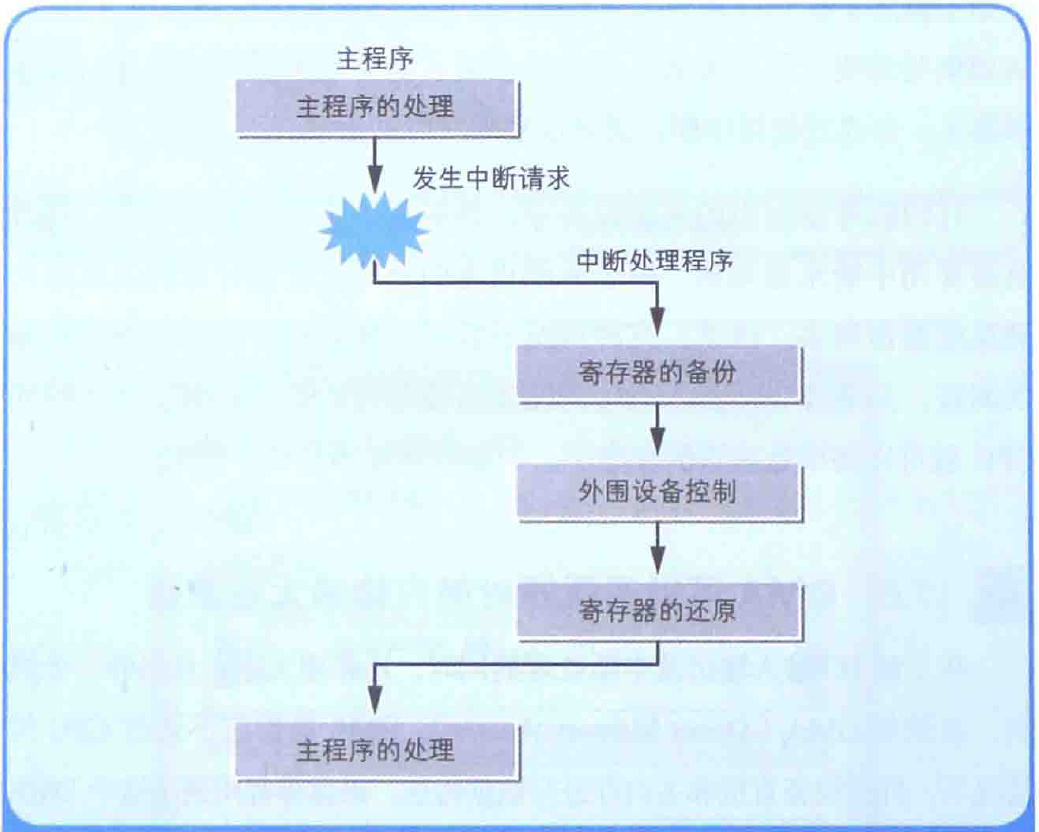 主程序
主程序的处理
发生中断请求
中断处理程序
寄存器的备份
外围设备控制
寄存器的还原
主程序的处理